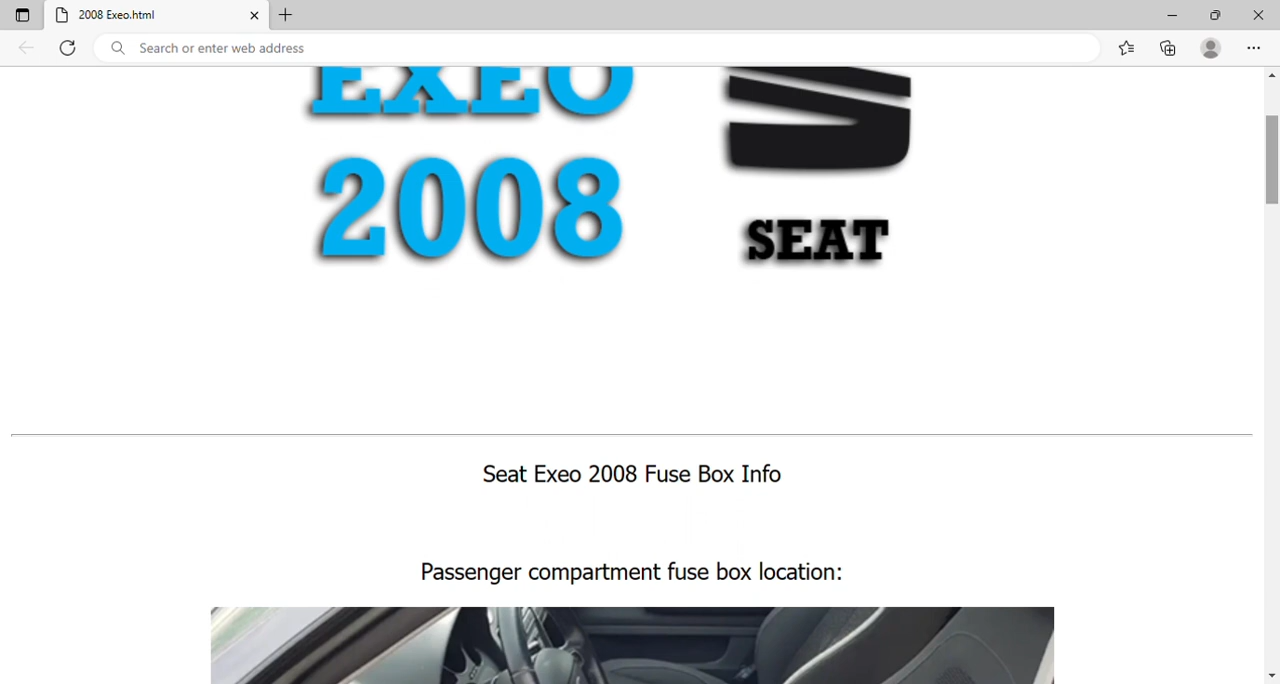 2008 Exeo.html
Search or enter web address
EXEO
2008
SEAT
Seat Exeo 2008 Fuse Box Info
Passenger compartment fuse box location: